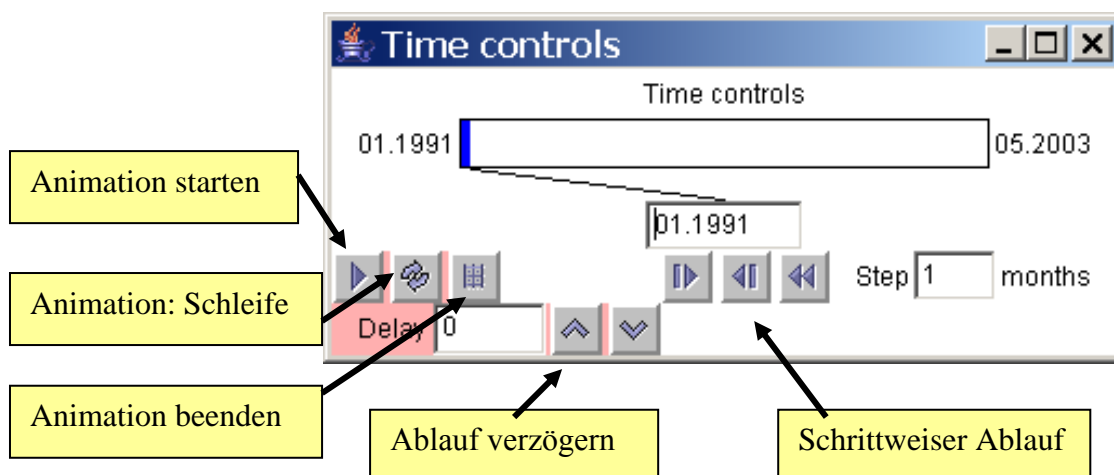 Time controls
Time controls
01.1991 05.2003
Animation starten
01.1991
Animation: Schleife
Step 1 months
Delay 0
Animation beenden
Ablauf verzögern
Schrittweiser Ablauf